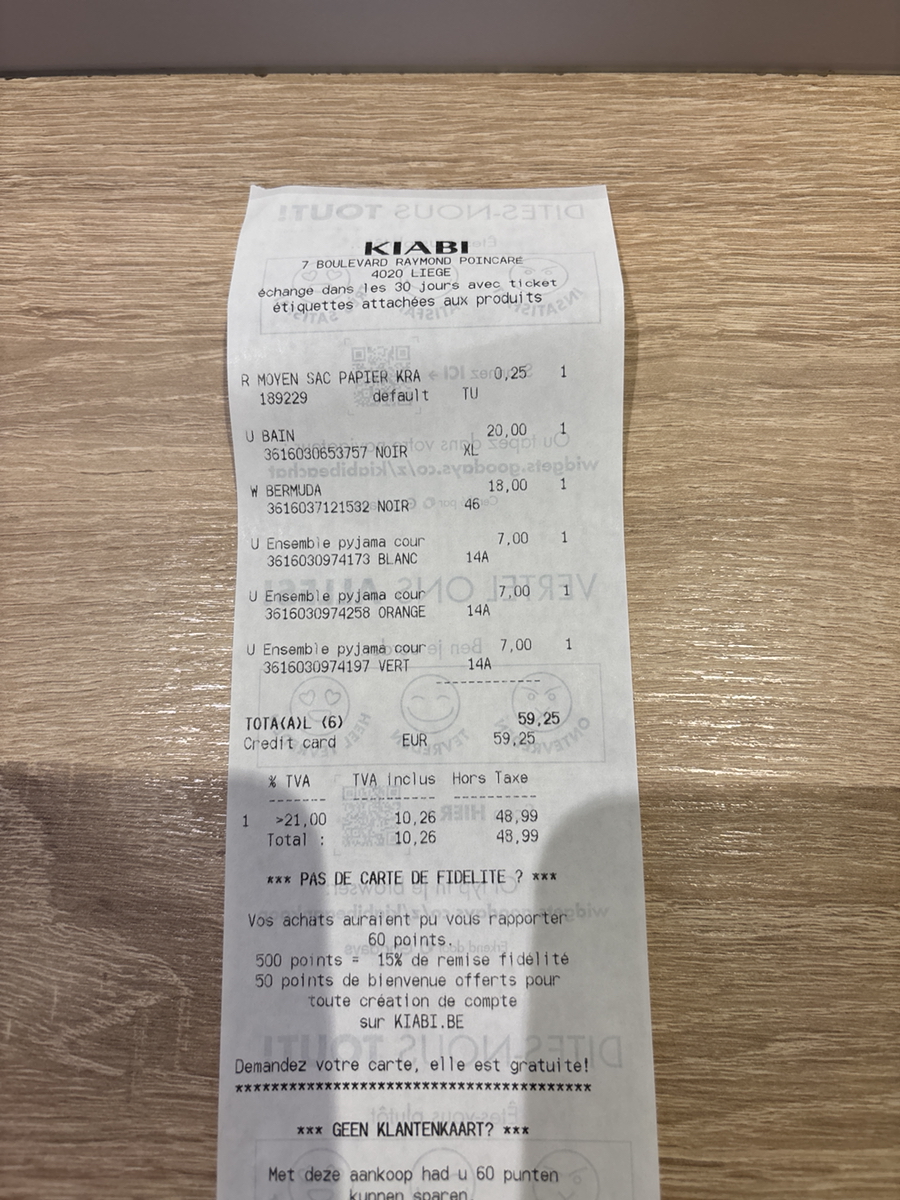 KIABI
7 BOULEVARD RAYMOND POINCARE
4020 LIEGE
échange dans les 30 jours avec ticket
étiquettes attachées aux produits
R MOYEN SAC PAPIER KRA 0,25 1
189229 default TU
U BAIN 20,00 1
3616030653757 NOIR XL
W BERMUDA 18,00 1
3616037121532 NOIR 46
U Ensemble pyjama cour 7,00 1
3616030974173 BLANC 14A
U Ensemble pyjama cour 7,00 1
3616030974258 ORANGE 14A
U Ensemble pyjama cour 7,00 1
3616030974197 VERT 14A
---------------
TOTA(A)L (6) 59,25
Credit card EUR 59,25
% TVA TVA inclus Hors Taxe
------- ---------- ---------
1 >21,00 10,26 48,99
Total : 10,26 48,99
*** PAS DE CARTE DE FIDELITE ? ***
Vos achats auraient pu vous rapporter
60 points.
500 points = 15% de remise fidélité
50 points de bienvenue offerts pour
toute création de compte
sur KIABI.BE
Demandez votre carte, elle est gratuite!
****************************************
*** GEEN KLANTENKAART? ***
Met deze aankoop had u 60 punten
kunnen sparen